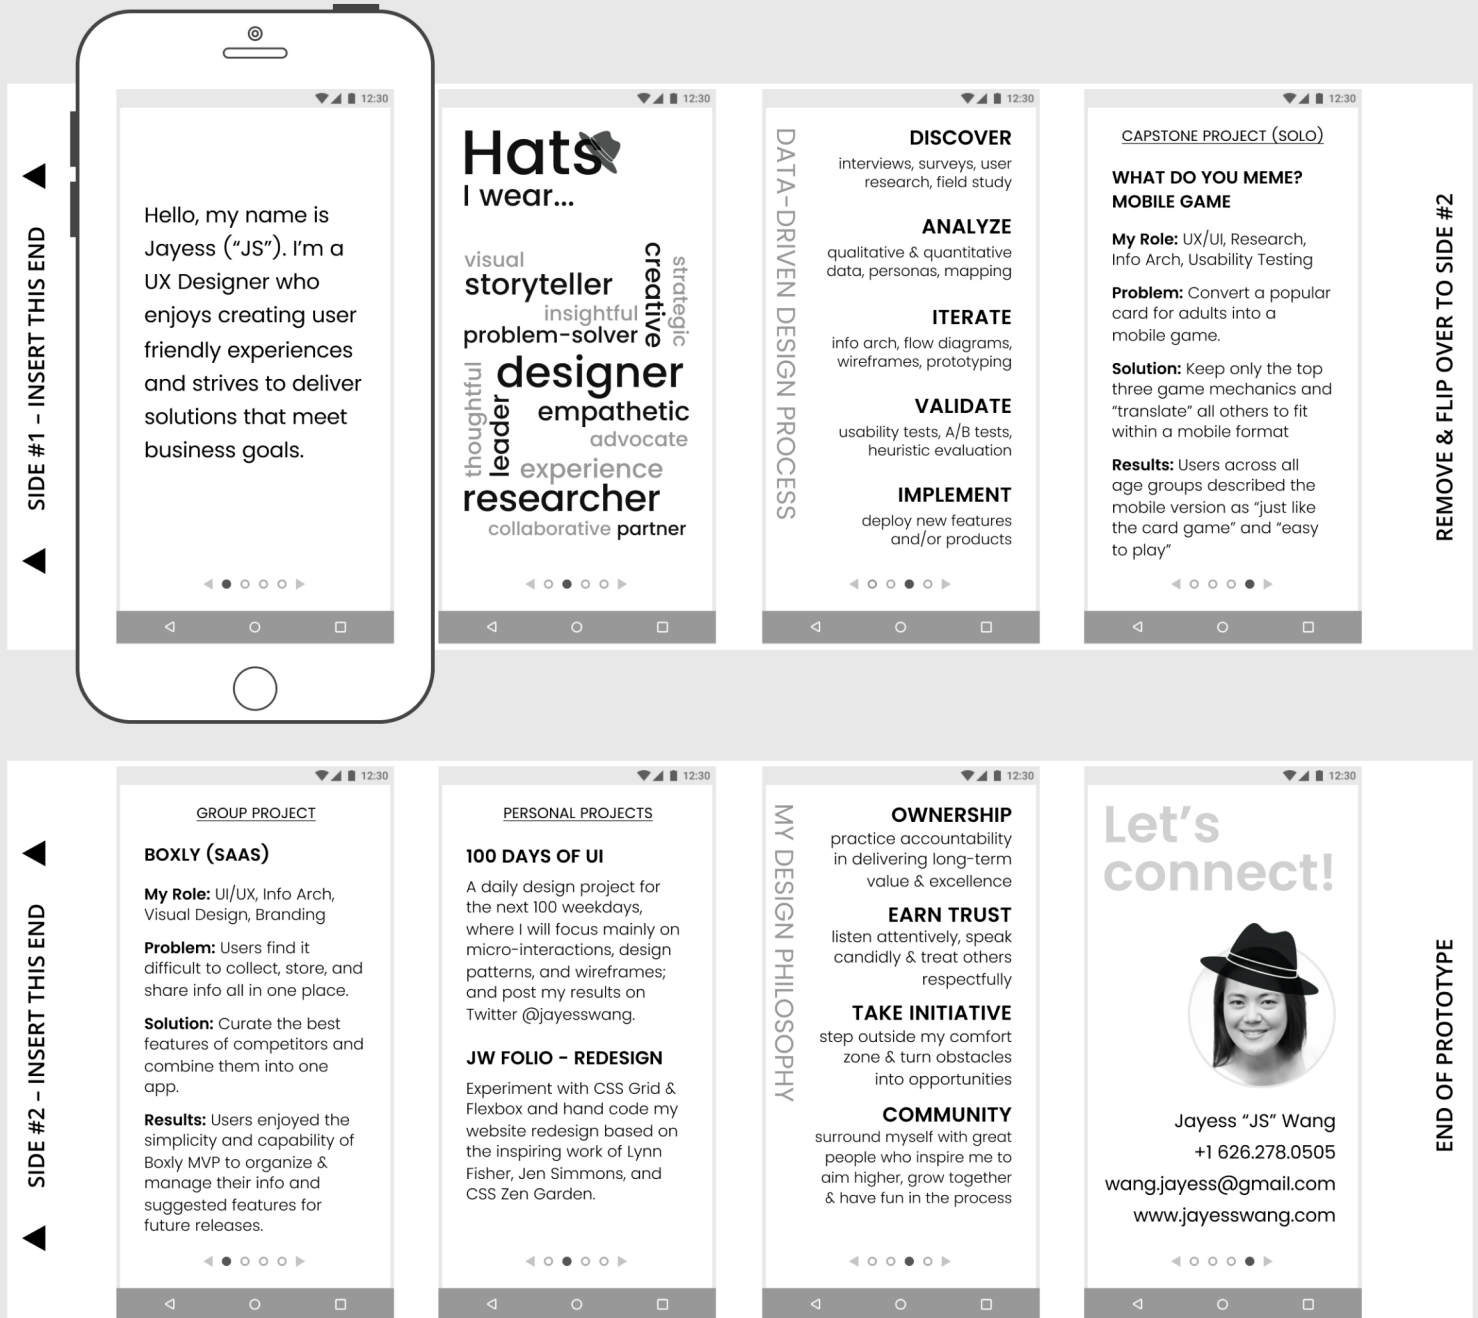 SIDE #1 – INSERT THIS END
12:30
Hello, my name is
Jayess (“JS”). I’m a
UX Designer who
enjoys creating user
friendly experiences
and strives to deliver
solutions that meet
business goals.
12:30
Hats
I wear...
visual
storyteller
creative
strategic
insightful
problem-solver
designer
thoughtful
leader
empathetic
advocate
experience
researcher
collaborative partner
12:30
DATA-DRIVEN DESIGN PROCESS
DISCOVER
interviews, surveys, user
research, field study
ANALYZE
qualitative & quantitative
data, personas, mapping
ITERATE
info arch, flow diagrams,
wireframes, prototyping
VALIDATE
usability tests, A/B tests,
heuristic evaluation
IMPLEMENT
deploy new features
and/or products
12:30
CAPSTONE PROJECT (SOLO)
WHAT DO YOU MEME?
MOBILE GAME
My Role: UX/UI, Research,
Info Arch, Usability Testing
Problem: Convert a popular
card for adults into a
mobile game.
Solution: Keep only the top
three game mechanics and
“translate” all others to fit
within a mobile format
Results: Users across all
age groups described the
mobile version as “just like
the card game” and “easy
to play”
REMOVE & FLIP OVER TO SIDE #2
SIDE #2 – INSERT THIS END
12:30
GROUP PROJECT
BOXLY (SAAS)
My Role: UI/UX, Info Arch,
Visual Design, Branding
Problem: Users find it
difficult to collect, store, and
share info all in one place.
Solution: Curate the best
features of competitors and
combine them into one
app.
Results: Users enjoyed the
simplicity and capability of
Boxly MVP to organize &
manage their info and
suggested features for
future releases.
12:30
PERSONAL PROJECTS
100 DAYS OF UI
A daily design project for
the next 100 weekdays,
where I will focus mainly on
micro-interactions, design
patterns, and wireframes;
and post my results on
Twitter @jayesswang.
JW FOLIO - REDESIGN
Experiment with CSS Grid &
Flexbox and hand code my
website redesign based on
the inspiring work of Lynn
Fisher, Jen Simmons, and
CSS Zen Garden.
12:30
MY DESIGN PHILOSOPHY
OWNERSHIP
practice accountability
in delivering long-term
value & excellence
EARN TRUST
listen attentively, speak
candidly & treat others
respectfully
TAKE INITIATIVE
step outside my comfort
zone & turn obstacles
into opportunities
COMMUNITY
surround myself with great
people who inspire me to
aim higher, grow together
& have fun in the process
12:30
Let’s
connect!
Jayess “JS” Wang
+1 626.278.0505
wang.jayess@gmail.com
www.jayesswang.com
END OF PROTOTYPE